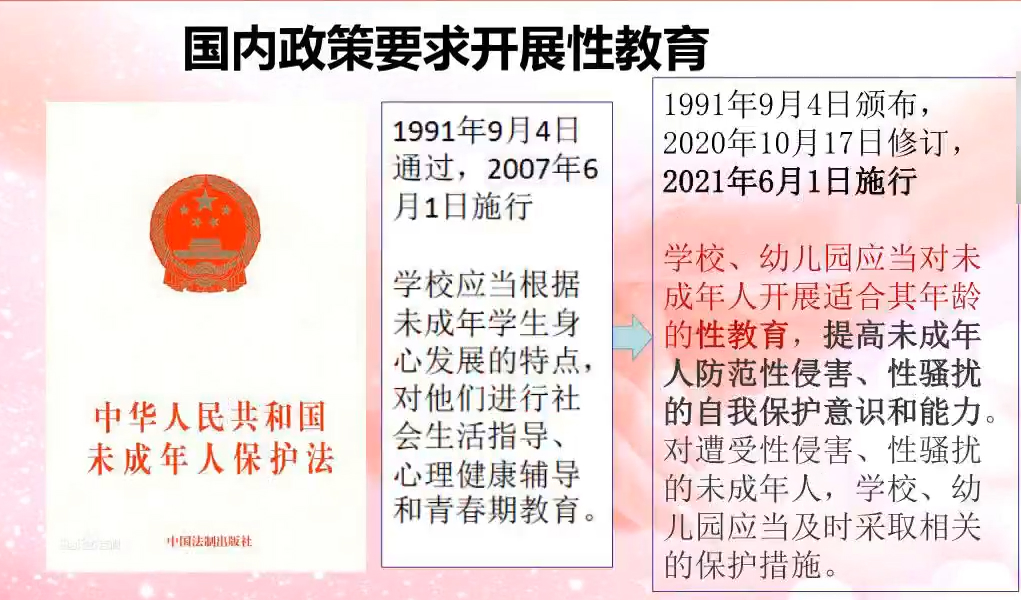 国内政策要求开展性教育
中华人民共和国
未成年人保护法
中国法制出版社
1991年9月4日
通过，2007年6
月1日施行
学校应当根据
未成年学生身
心发展的特点，
对他们进行社
会生活指导、
心理健康辅导
和青春期教育。
1991年9月4日颁布，
2020年10月17日修订，
2021年6月1日施行
学校、幼儿园应当对未
成年人开展适合其年龄
的性教育，提高未成年
人防范性侵害、性骚扰
的自我保护意识和能力。
对遭受性侵害、性骚扰
的未成年人，学校、幼
儿园应当及时采取相关
的保护措施。